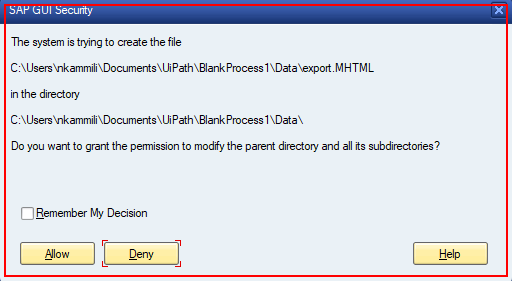 SAP GUI Security
The system is trying to create the file
C:\Users\nkammili\Documents\UiPath\BlankProcess1\Data\export.MHTML
in the directory
C:\Users\nkammili\Documents\UiPath\BlankProcess1\Data\
Do you want to grant the permission to modify the parent directory and all its subdirectories?
Remember My Decision
Allow Deny Help